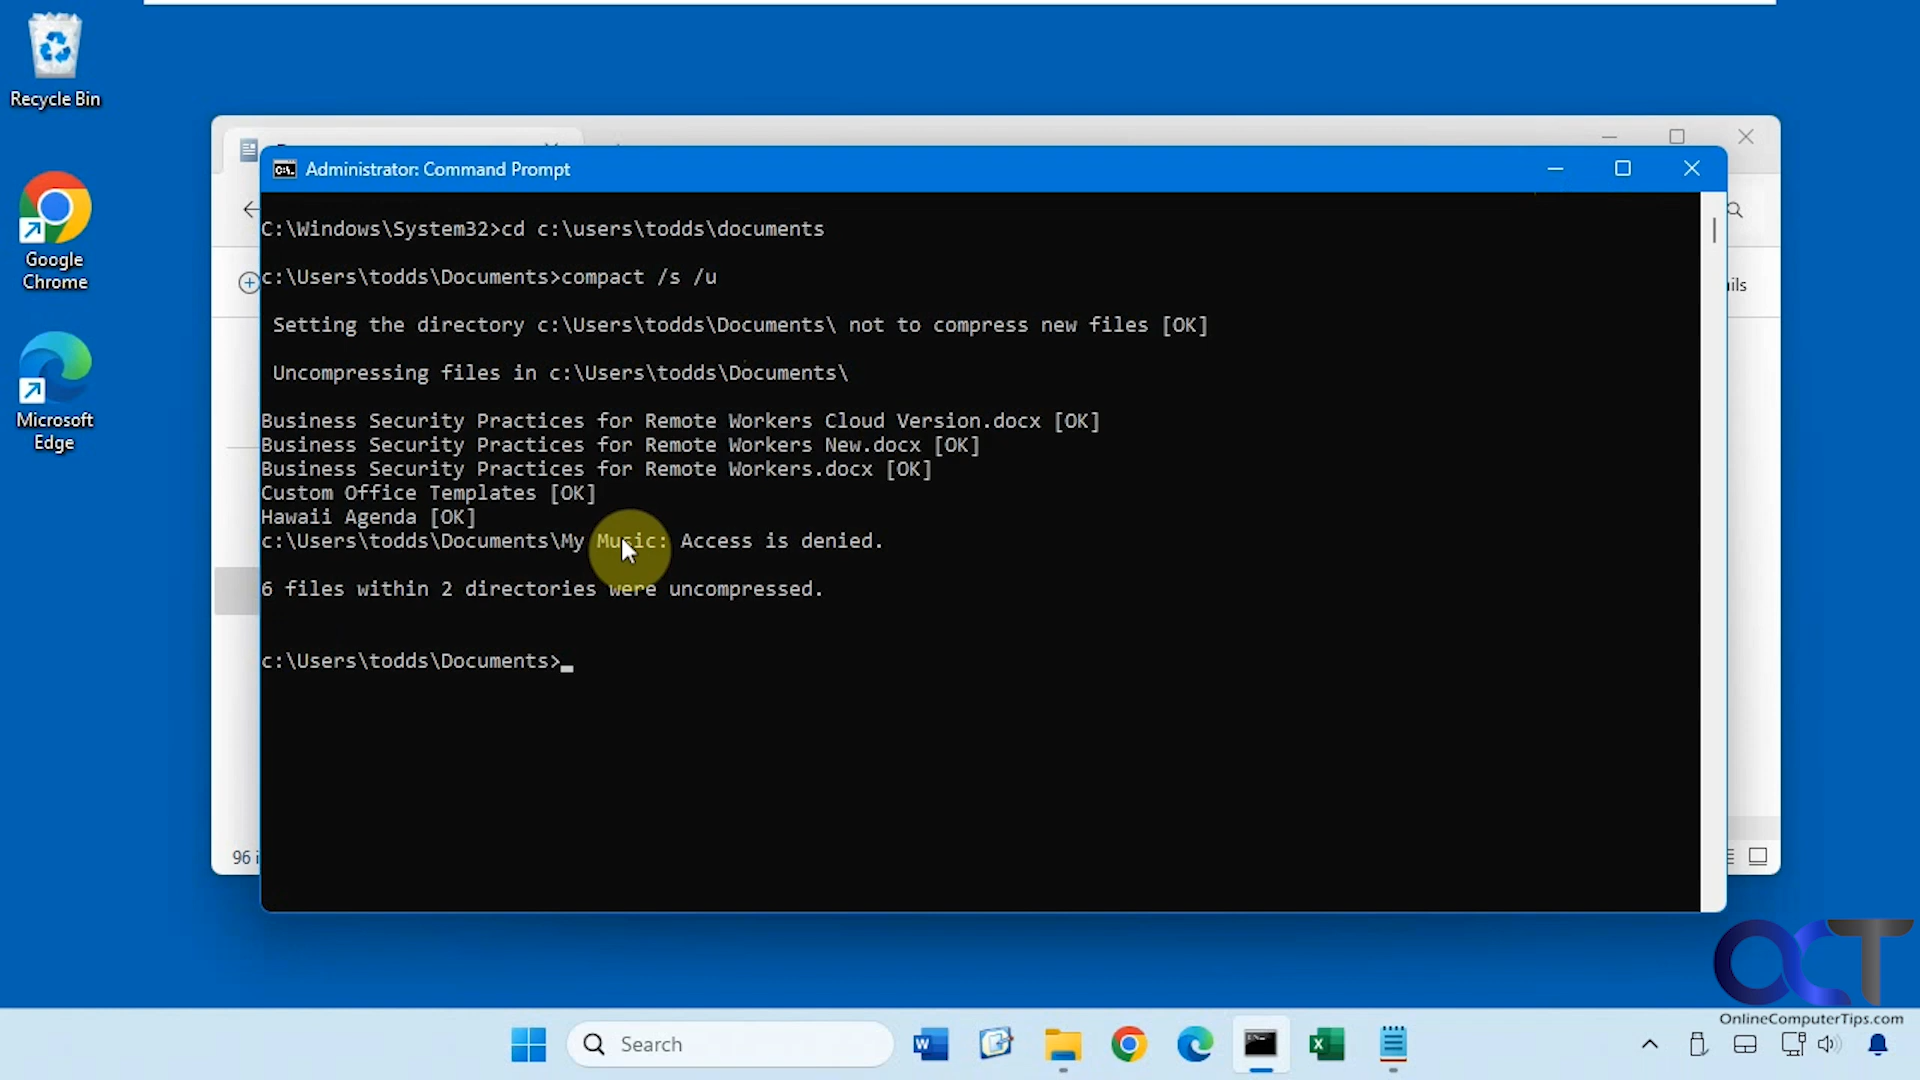 Recycle Bin
Google
Chrome
Microsoft
Edge
Administrator: Command Prompt
C:\Windows\System32>cd c:\users\todds\documents
c:\Users\todds\Documents>compact /s /u
Setting the directory c:\Users\todds\Documents\ not to compress new files [OK]
Uncompressing files in c:\Users\todds\Documents\
Business Security Practices for Remote Workers Cloud Version.docx [OK]
Business Security Practices for Remote Workers New.docx [OK]
Business Security Practices for Remote Workers.docx [OK]
Custom Office Templates [OK]
Hawaii Agenda [OK]
c:\Users\todds\Documents\My Music: Access is denied.
6 files within 2 directories were uncompressed.
c:\Users\todds\Documents>
ils
96 i
OCT
OnlineComputerTips.com
Search